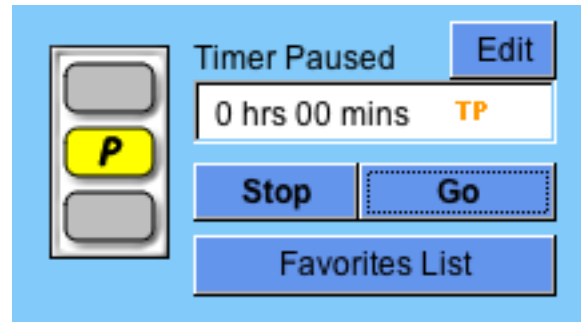 Timer Paused
Edit
0 hrs 00 mins TP
P
Stop
Go
Favorites List